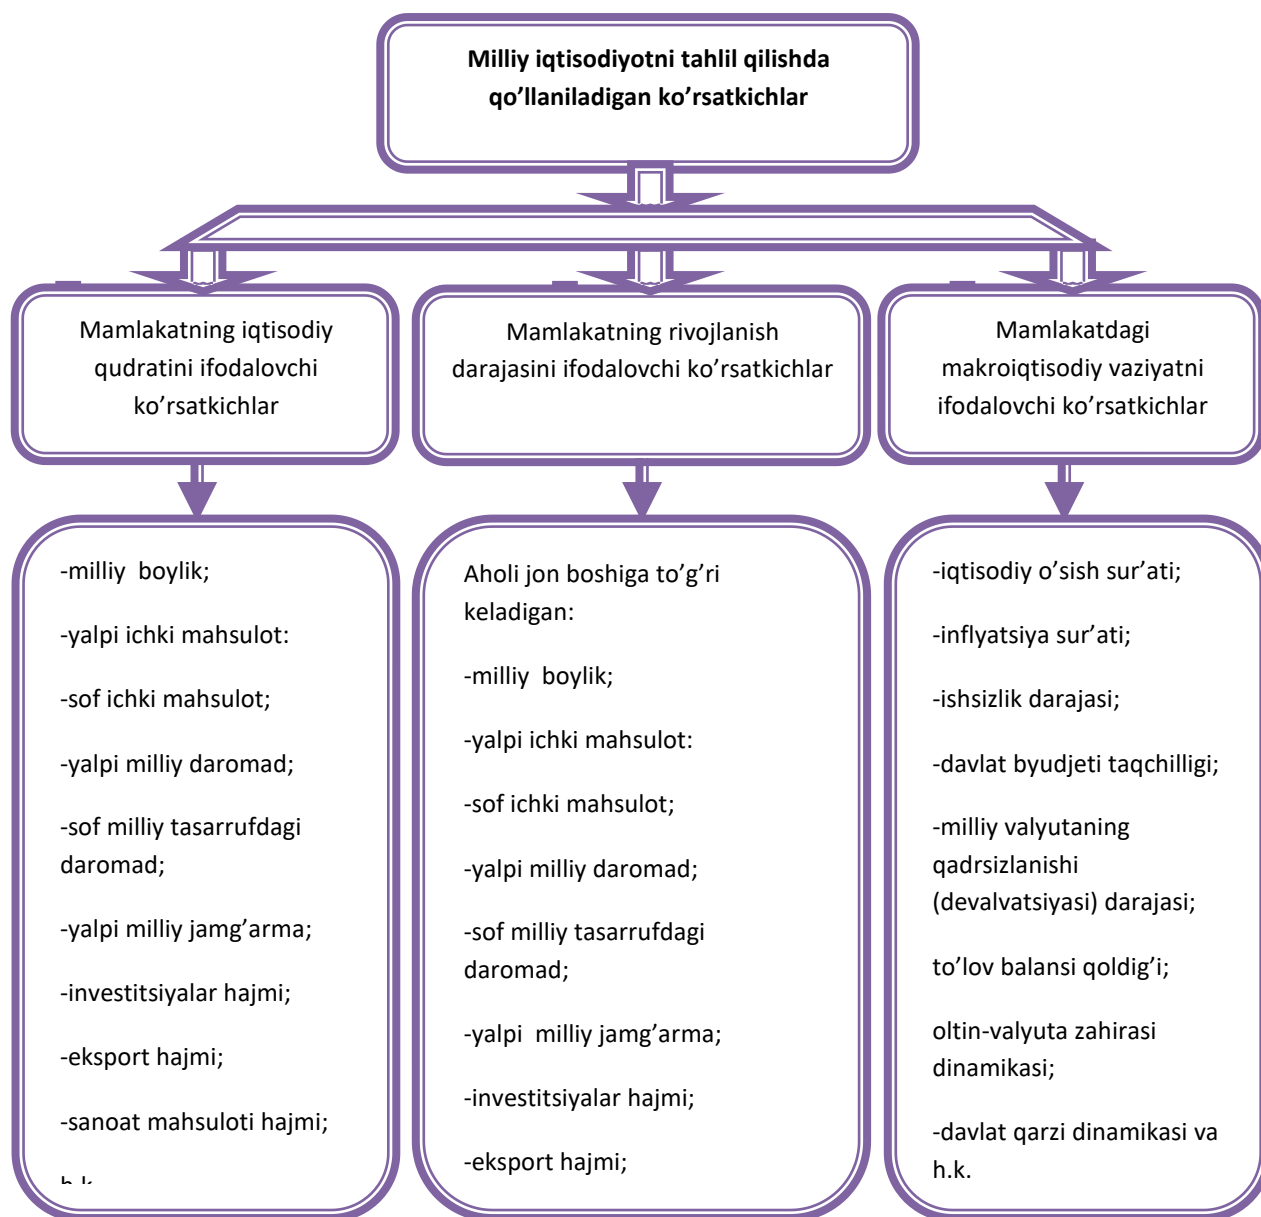 Milliy iqtisodiyotni tahlil qilishda
qo’llaniladigan ko’rsatkichlar
Mamlakatning iqtisodiy
qudratini ifodalovchi
ko’rsatkichlar
Mamlakatning rivojlanish
darajasini ifodalovchi ko’rsatkichlar
Mamlakatdagi
makroiqtisodiy vaziyatni
ifodalovchi ko’rsatkichlar
-milliy  boylik;
-yalpi ichki mahsulot:
-sof ichki mahsulot;
-yalpi milliy daromad;
-sof milliy tasarrufdagi
daromad;
-yalpi milliy jamg’arma;
-investitsiyalar hajmi;
-eksport hajmi;
-sanoat mahsuloti hajmi;
Aholi jon boshiga to’g’ri
keladigan:
-milliy  boylik;
-yalpi ichki mahsulot:
-sof ichki mahsulot;
-yalpi milliy daromad;
-sof milliy tasarrufdagi
daromad;
-yalpi  milliy jamg’arma;
-investitsiyalar hajmi;
-eksport hajmi;
-iqtisodiy o’sish sur’ati;
-inflyatsiya sur’ati;
-ishsizlik darajasi;
-davlat byudjeti taqchilligi;
-milliy valyutaning
qadrsizlanishi
(devalvatsiyasi) darajasi;
to’lov balansi qoldig’i;
oltin-valyuta zahirasi
dinamikasi;
-davlat qarzi dinamikasi va
h.k.